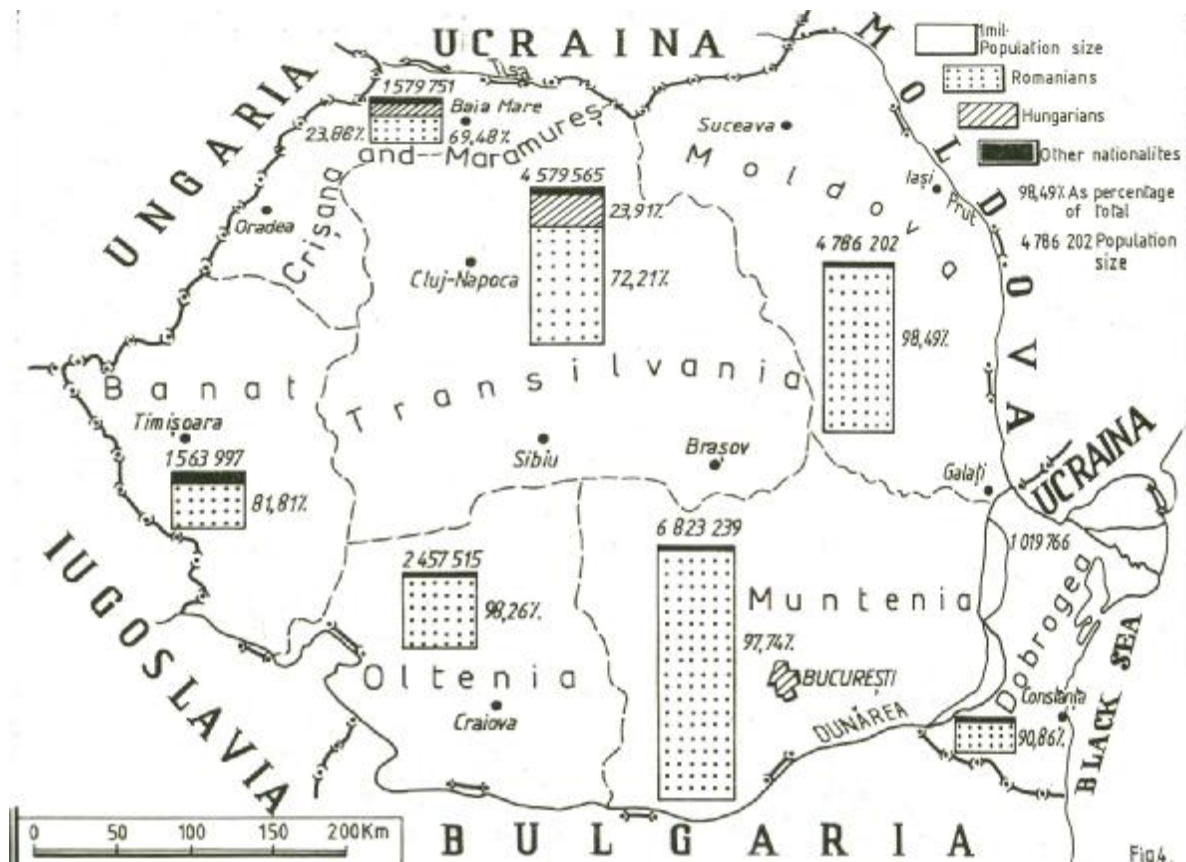 UCRAINA
MOLDOVA
UNGARIA
1mil-
Population size
Romanians
Hungarians
Other nationalites
98,49% As percentage
of Total
4 786 202 Population
size
1 579 751
Baia Mare
23,88%
69,48%
Crișana and Maramureș
Oradea
Suceava
Moldova
Iași
Prut
4 579 565
23,91%
72,21%
Cluj-Napoca
4 786 202
98,49%
Banat
Transilvania
Timișoara
1 563 997
81,81%
Sibiu
Brașov
Galați
UCRAINA
IUGOSLAVIA
2 457 515
98,26%
Oltenia
Craiova
6 823 239
97,74%
Muntenia
BUCUREȘTI
DUNĂREA
1 019 766
Dobrogea
Constanța
90,86%
BLACK SEA
0 50 100 150 200Km
BULGARIA
Fig.4.